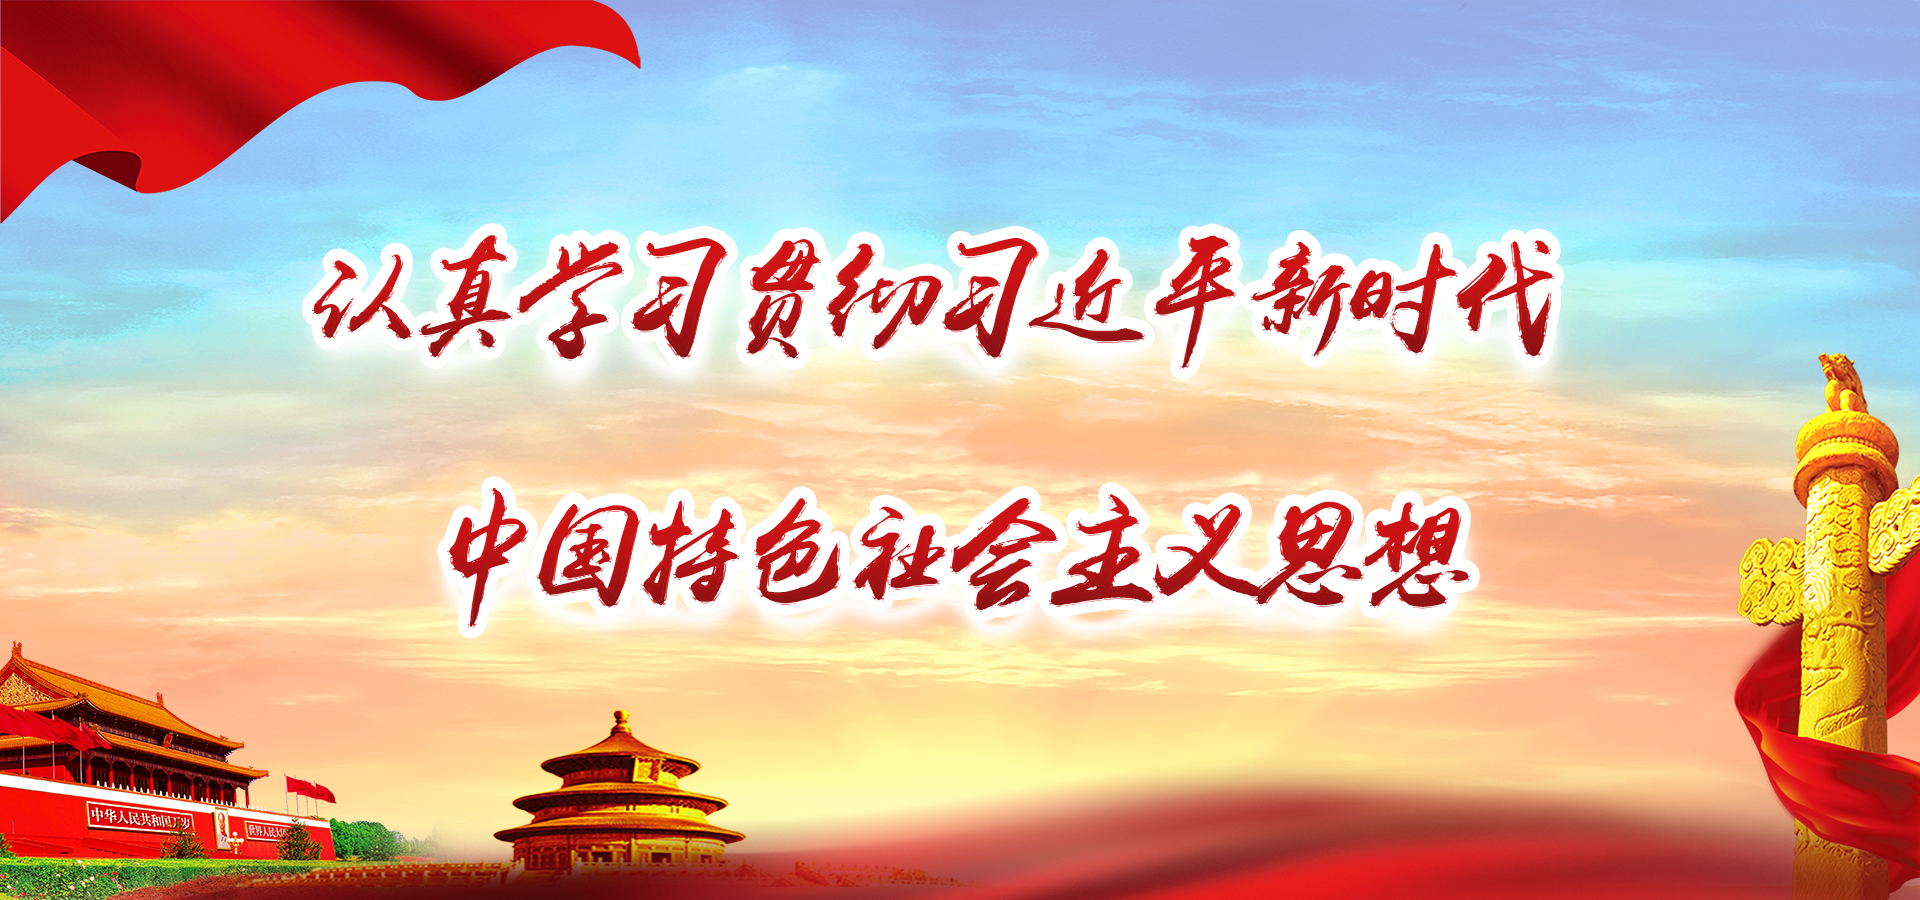 认真学习贯彻习近平新时代
中国特色社会主义思想
中华人民共和国万岁
世界人民大